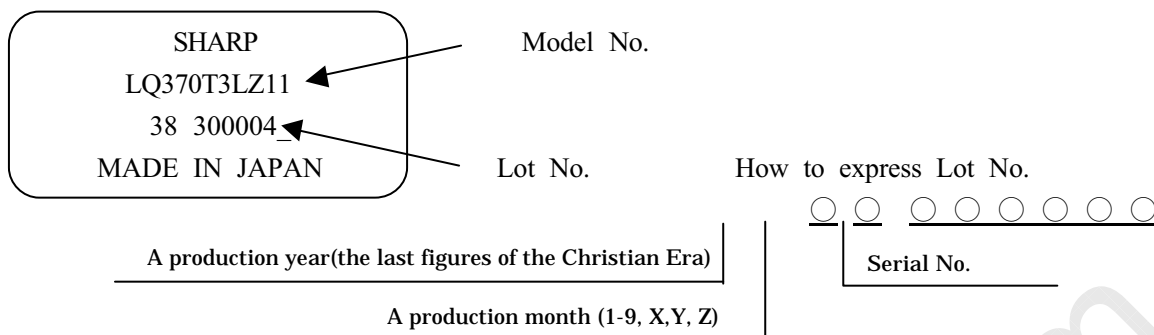 SHARP Model No.
LQ370T3LZ11
38 300004_
MADE IN JAPAN Lot No. How to express Lot No.
○ ○ ○ ○ ○ ○ ○ ○
A production year(the last figures of the Christian Era) Serial No.
A production month (1-9, X,Y, Z)